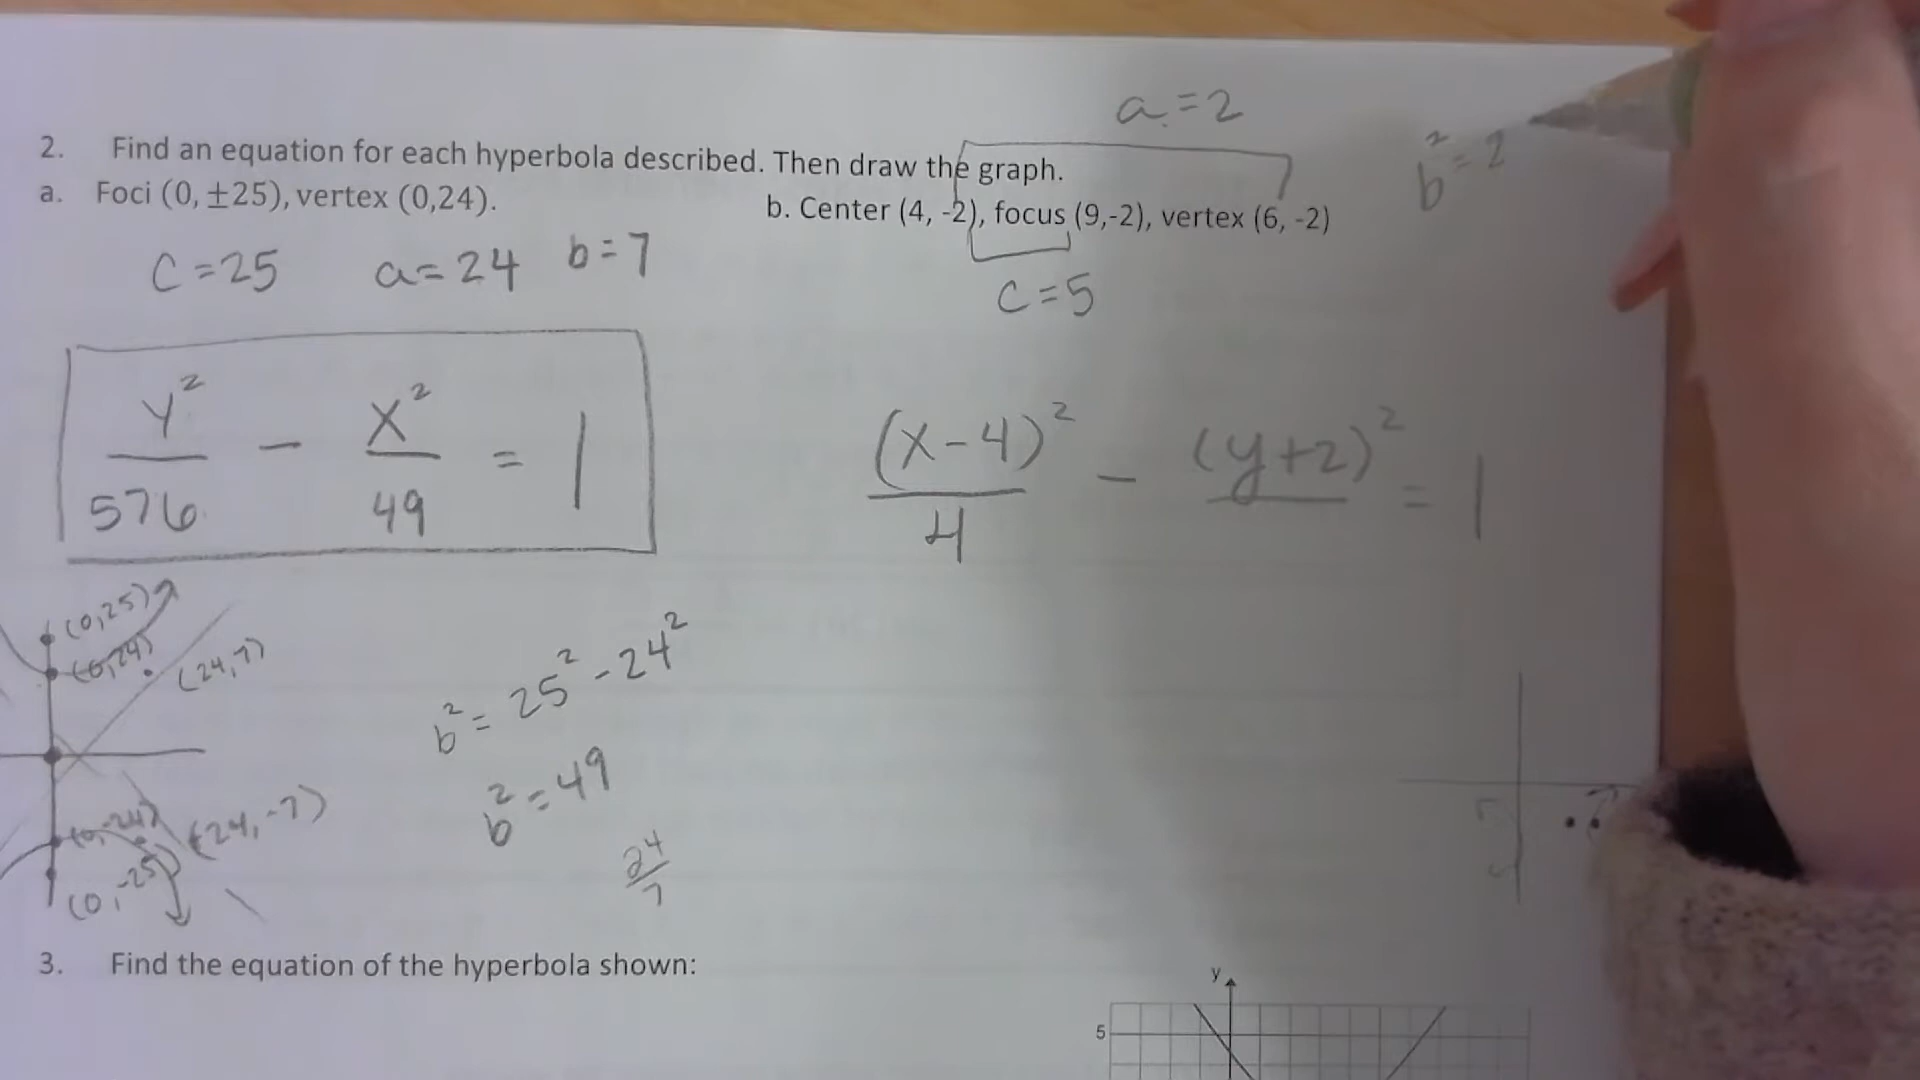 2. Find an equation for each hyperbola described. Then draw the graph.
a. Foci (0, ±25), vertex (0,24).
c = 25 a = 24 b = 7
y² / 576 − x² / 49 = 1
(0,25)
(0,24)
(24,7)
(0,-24)
(24,-7)
(0,-25)
b² = 25² - 24²
b² = 49
24/7
b. Center (4, -2), focus (9,-2), vertex (6, -2)
a = 2
b² = 2
c = 5
(x-4)² / 4 − (y+2)² = 1
3. Find the equation of the hyperbola shown:
y
5